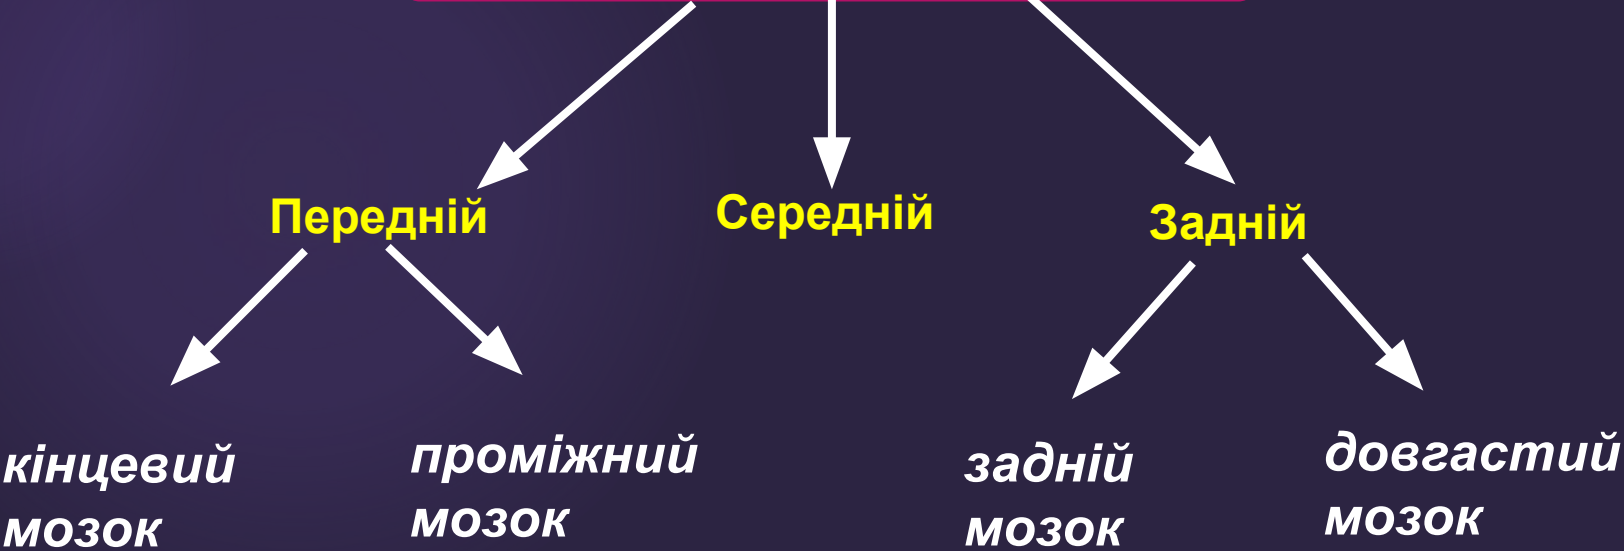 Передній
Середній
Задній
кінцевий
мозок
проміжний
мозок
задній
мозок
довгастий
мозок